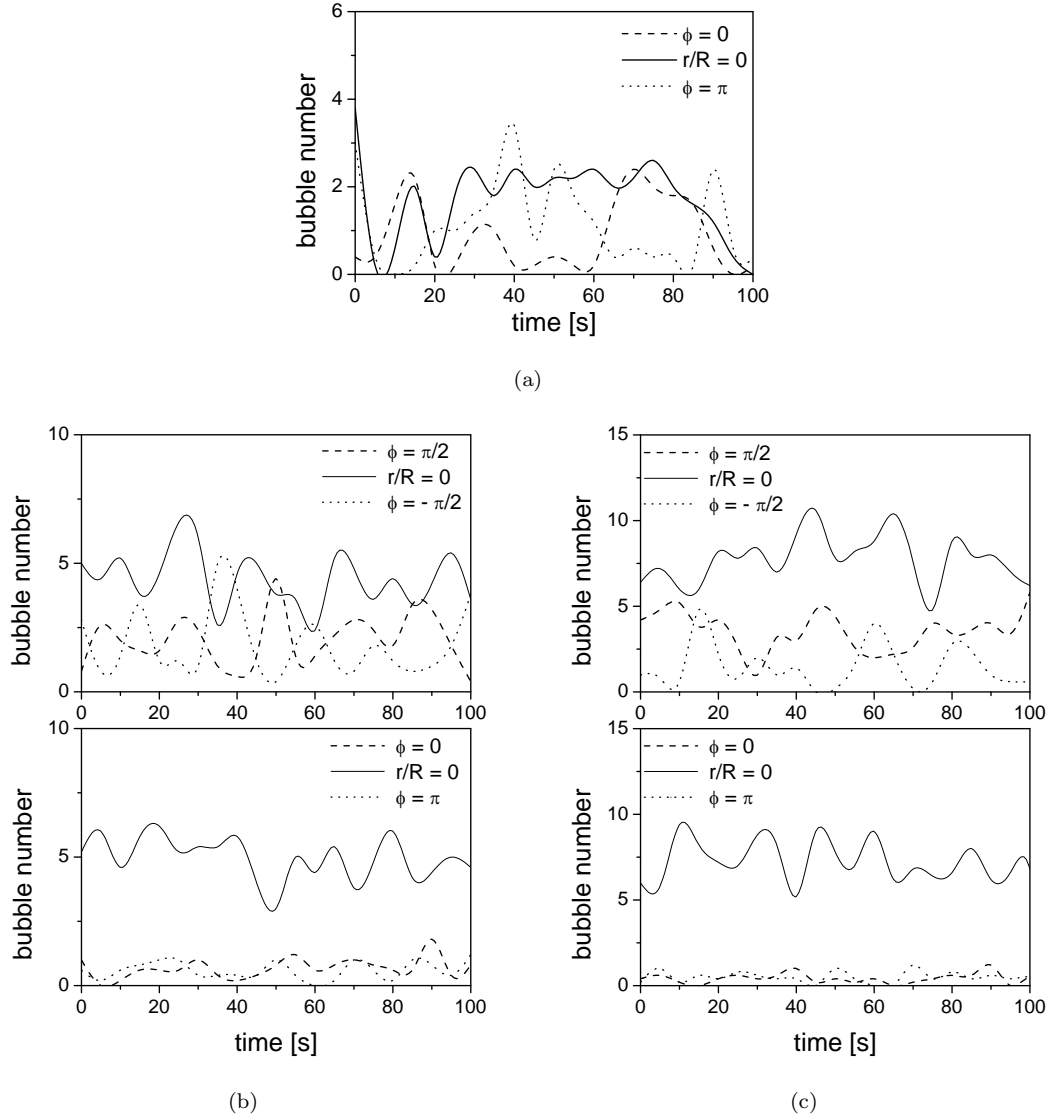 6
4
2
0
0 20 40 60 80 100
bubble number
time [s]
ϕ = 0
r/R = 0
ϕ = π
(a)
10
5
0
0 20 40 60 80 100
bubble number
ϕ = π/2
r/R = 0
ϕ = - π/2
10
5
0
0 20 40 60 80 100
bubble number
time [s]
ϕ = 0
r/R = 0
ϕ = π
(b)
15
10
5
0
0 20 40 60 80 100
bubble number
ϕ = π/2
r/R = 0
ϕ = - π/2
15
10
5
0
0 20 40 60 80 100
bubble number
time [s]
ϕ = 0
r/R = 0
ϕ = π
(c)